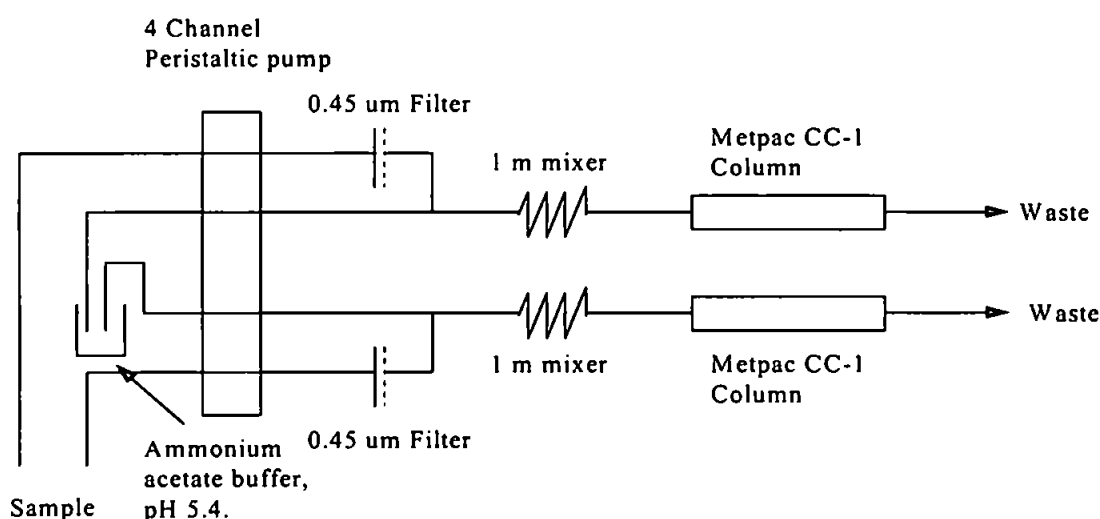 4 Channel
Peristaltic pump
0.45 um Filter
1 m mixer
Metpac CC-1
Column
Waste
Waste
1 m mixer
Metpac CC-1
Column
0.45 um Filter
Ammonium
acetate buffer,
pH 5.4.
Sample